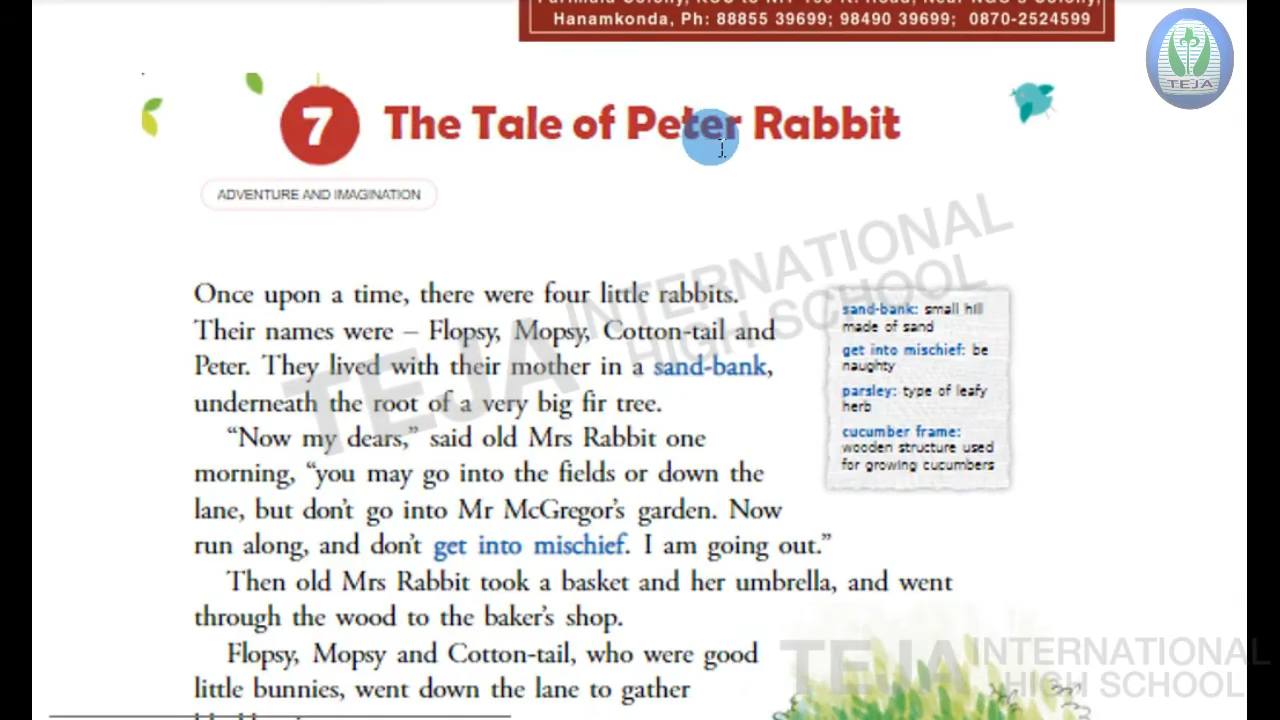 Hanamkonda, Ph: 88855 39699; 98490 39699; 0870-2524599
TEJA
7 The Tale of Peter Rabbit
ADVENTURE AND IMAGINATION
Once upon a time, there were four little rabbits.
Their names were – Flopsy, Mopsy, Cotton-tail and
Peter. They lived with their mother in a sand-bank,
underneath the root of a very big fir tree.
“Now my dears,” said old Mrs Rabbit one
morning, “you may go into the fields or down the
lane, but don’t go into Mr McGregor’s garden. Now
run along, and don’t get into mischief. I am going out.”
Then old Mrs Rabbit took a basket and her umbrella, and went
through the wood to the baker’s shop.
Flopsy, Mopsy and Cotton-tail, who were good
little bunnies, went down the lane to gather
sand-bank: small hill
made of sand
get into mischief: be
naughty
parsley: type of leafy
herb
cucumber frame:
wooden structure used
for growing cucumbers
TEJA INTERNATIONAL
HIGH SCHOOL
TEJA INTERNATIONAL
HIGH SCHOOL